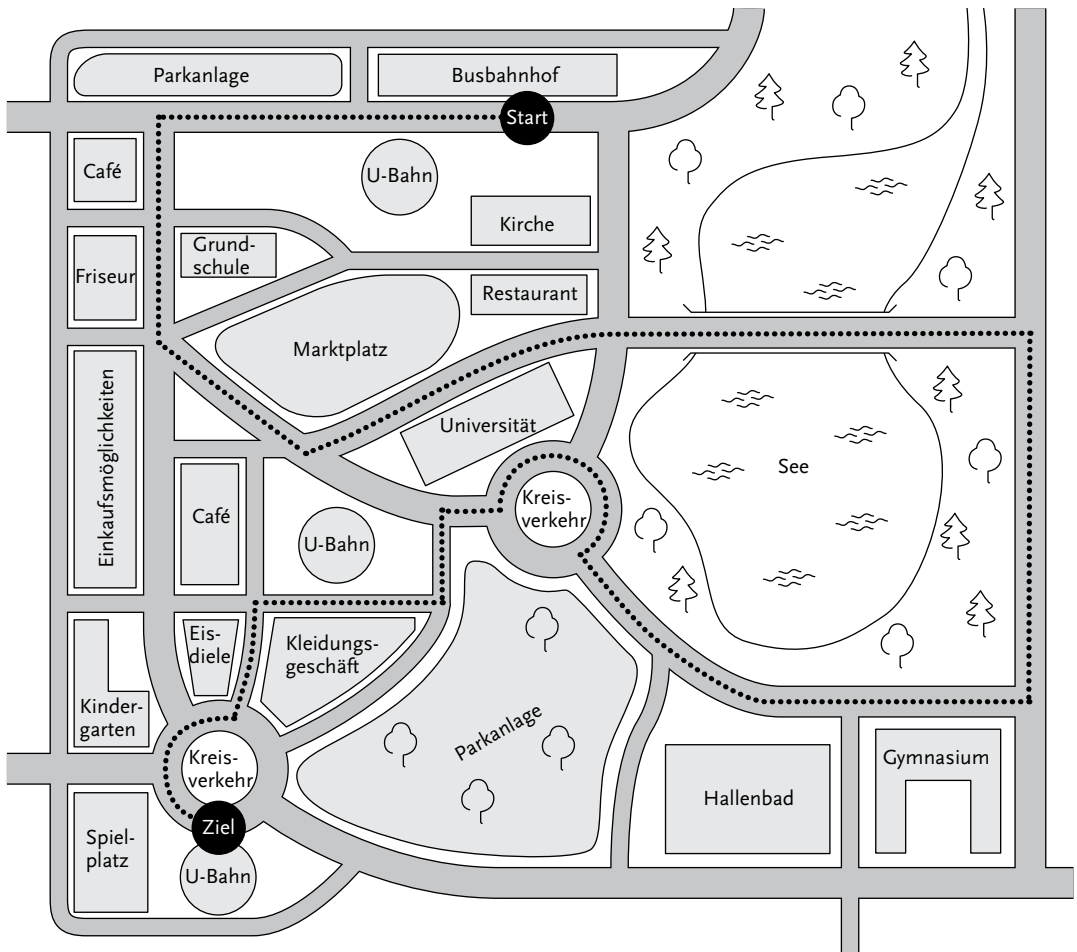 Parkanlage
Busbahnhof
Start
Café
U-Bahn
Kirche
Grund-
schule
Friseur
Restaurant
Marktplatz
Einkaufsmöglichkeiten
Universität
See
Kreis-
verkehr
Café
U-Bahn
Eis-
diele
Kleidungs-
geschäft
Kinder-
garten
Parkanlage
Kreis-
verkehr
Gymnasium
Hallenbad
Ziel
Spiel-
platz
U-Bahn